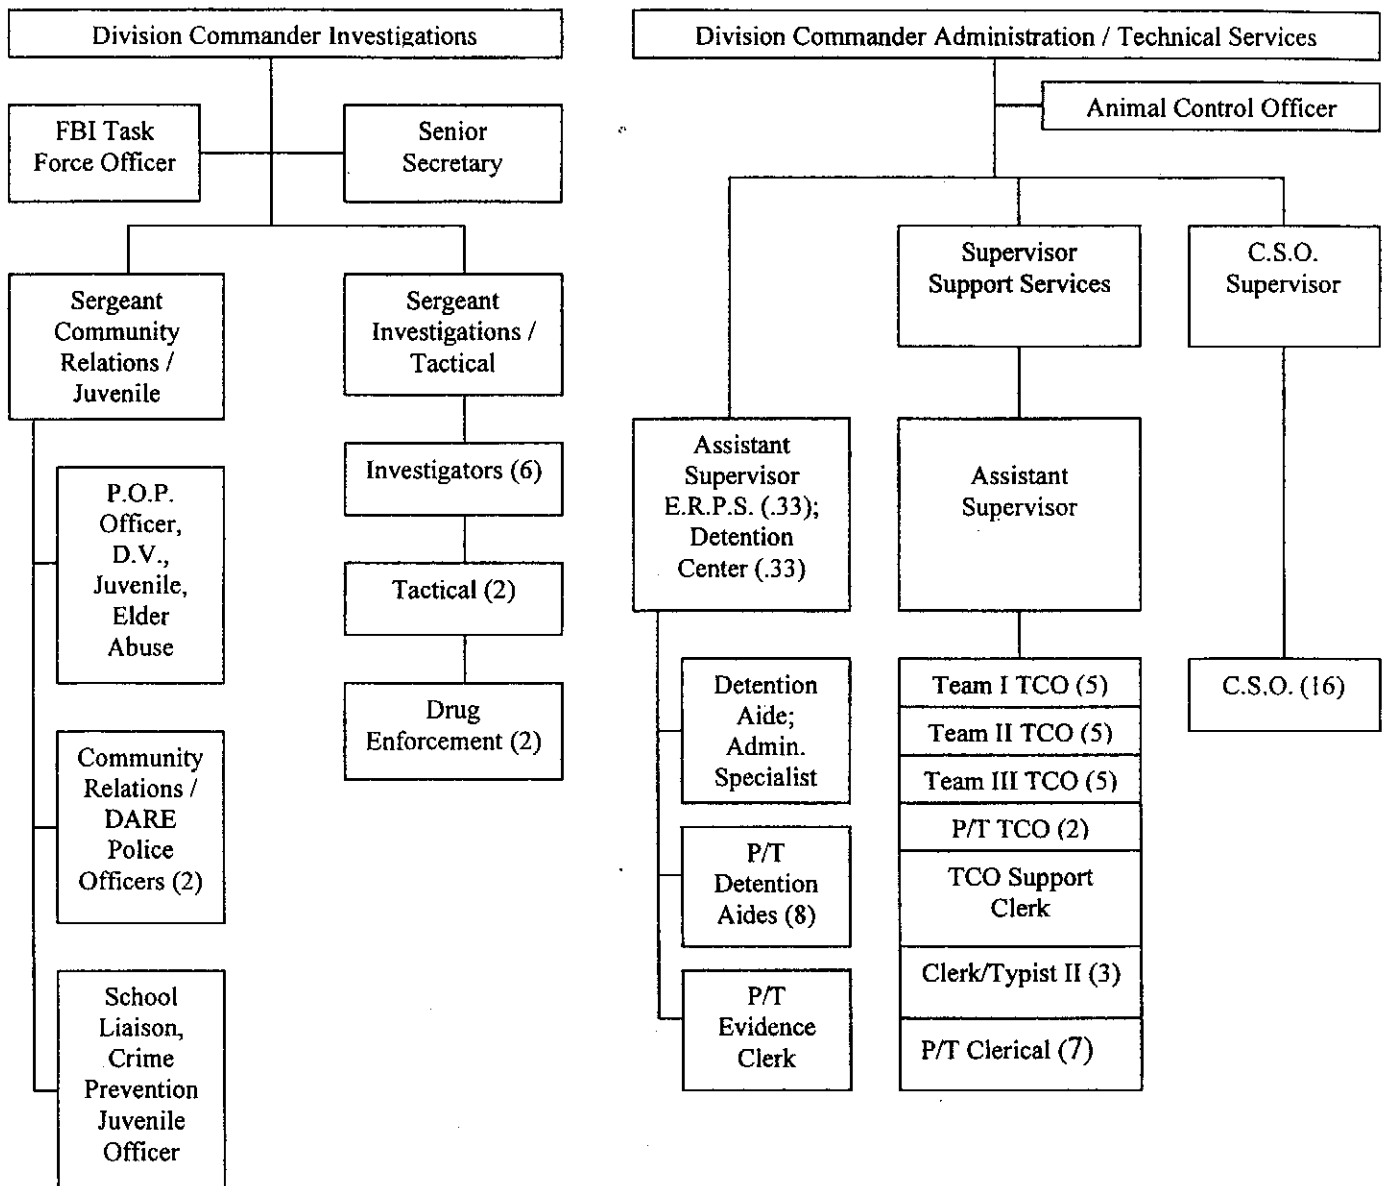 Division Commander Investigations
FBI Task
Force Officer
Senior
Secretary
Sergeant
Community
Relations /
Juvenile
Sergeant
Investigations /
Tactical
P.O.P.
Officer,
D.V.,
Juvenile,
Elder
Abuse
Community
Relations /
DARE
Police
Officers (2)
School
Liaison,
Crime
Prevention
Juvenile
Officer
Investigators (6)
Tactical (2)
Drug
Enforcement (2)
Division Commander Administration / Technical Services
Animal Control Officer
Supervisor
Support Services
C.S.O.
Supervisor
Assistant
Supervisor
E.R.P.S. (.33);
Detention
Center (.33)
Assistant
Supervisor
Detention
Aide;
Admin.
Specialist
P/T
Detention
Aides (8)
P/T
Evidence
Clerk
Team I TCO (5)
Team II TCO (5)
Team III TCO (5)
P/T TCO (2)
TCO Support
Clerk
Clerk/Typist II (3)
P/T Clerical (7)
C.S.O. (16)